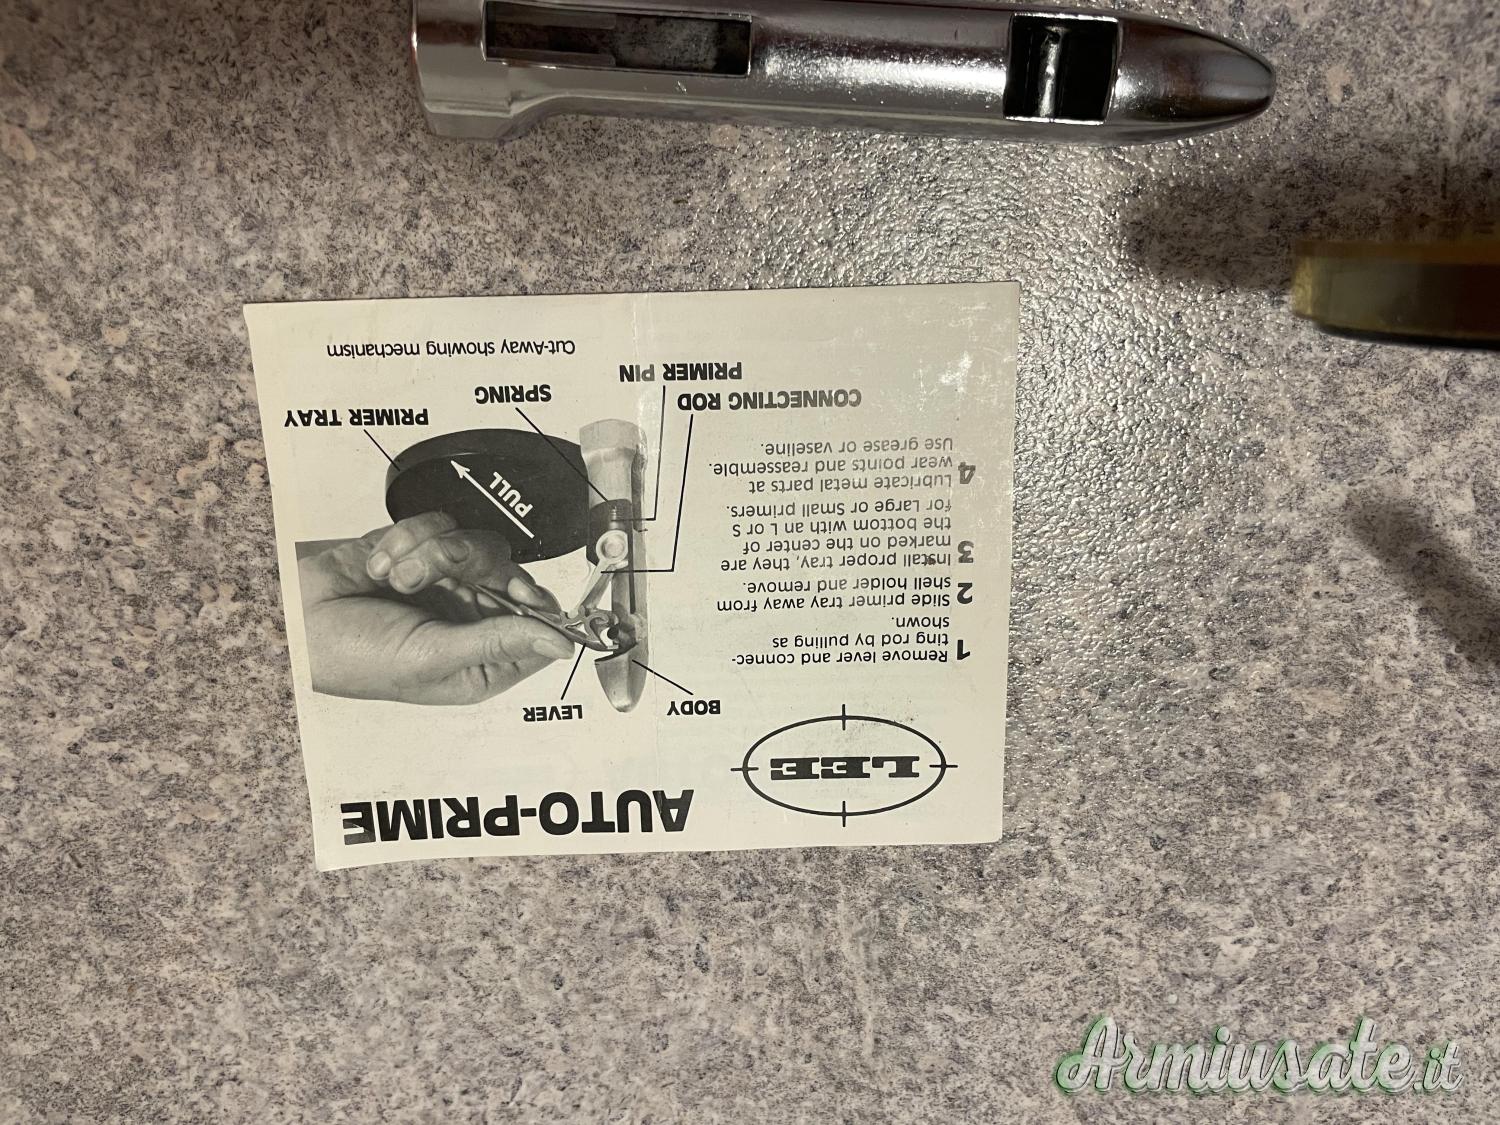 LEE
AUTO-PRIME
1 Remove lever and connec-
ting rod by pulling as
shown.
2 Slide primer tray away from
shell holder and remove.
3 Install proper tray, they are
marked on the center of
the bottom with an L or S
for Large or Small primers.
4 Lubricate metal parts at
wear points and reassemble.
Use grease or vaseline.
BODY
LEVER
PULL
CONNECTING ROD
PRIMER PIN
SPRING
PRIMER TRAY
Cut-Away showing mechanism
Armiusate.it